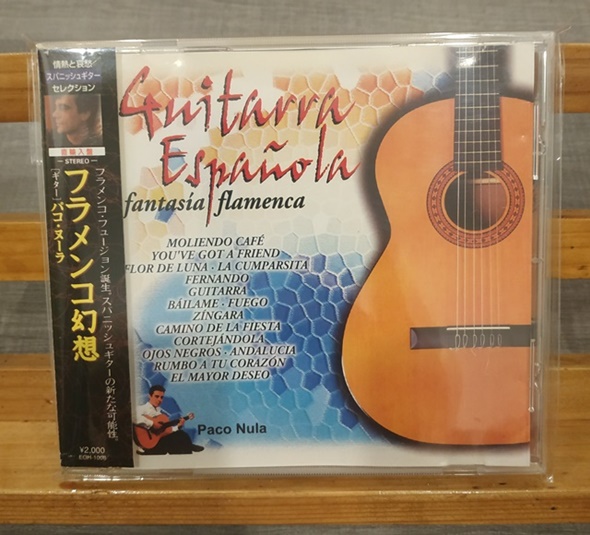 情熱と哀愁
スパニッシュギター
セレクション
直輸入盤
— STEREO —
フラメンコ・フュージョン誕生。スパニッシュギターの新たな可能性。
フラメンコ幻想
［ギター］パコ・ヌーラ
¥2,000
EOH-1009
Guitarra
Española
fantasía flamenca
MOLIENDO CAFÉ
YOU'VE GOT A FRIEND
FLOR DE LUNA · LA CUMPARSITA
FERNANDO
GUITARRA
BÁILAME · FUEGO
ZÍNGARA
CAMINO DE LA FIESTA
CORTEJÁNDOLA
OJOS NEGROS · ANDALUCIA
RUMBO A TU CORAZÓN
EL MAYOR DESEO
Paco Nula